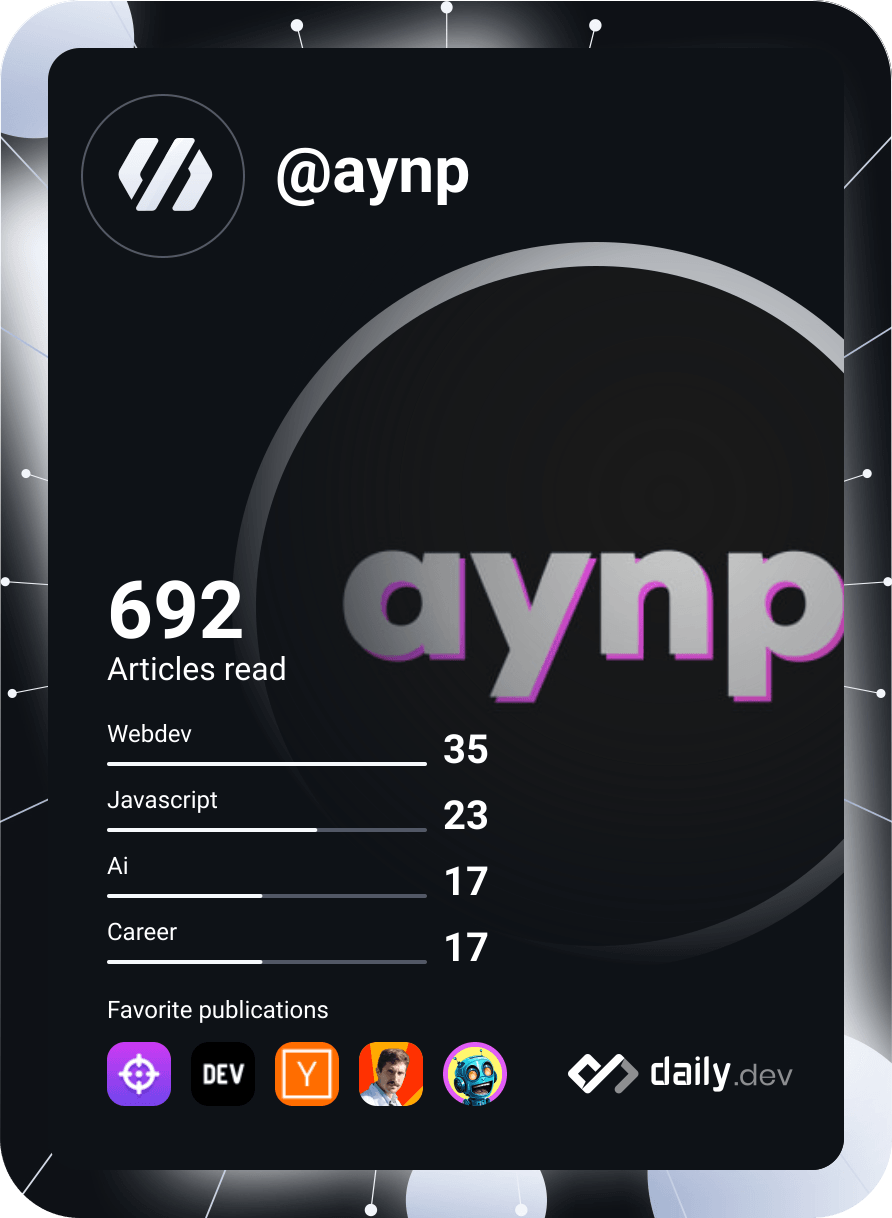 @aynp
aynp
692
Articles read
Webdev
35
Javascript
23
Ai
17
Career
17
Favorite publications
DEV
Y
daily.dev